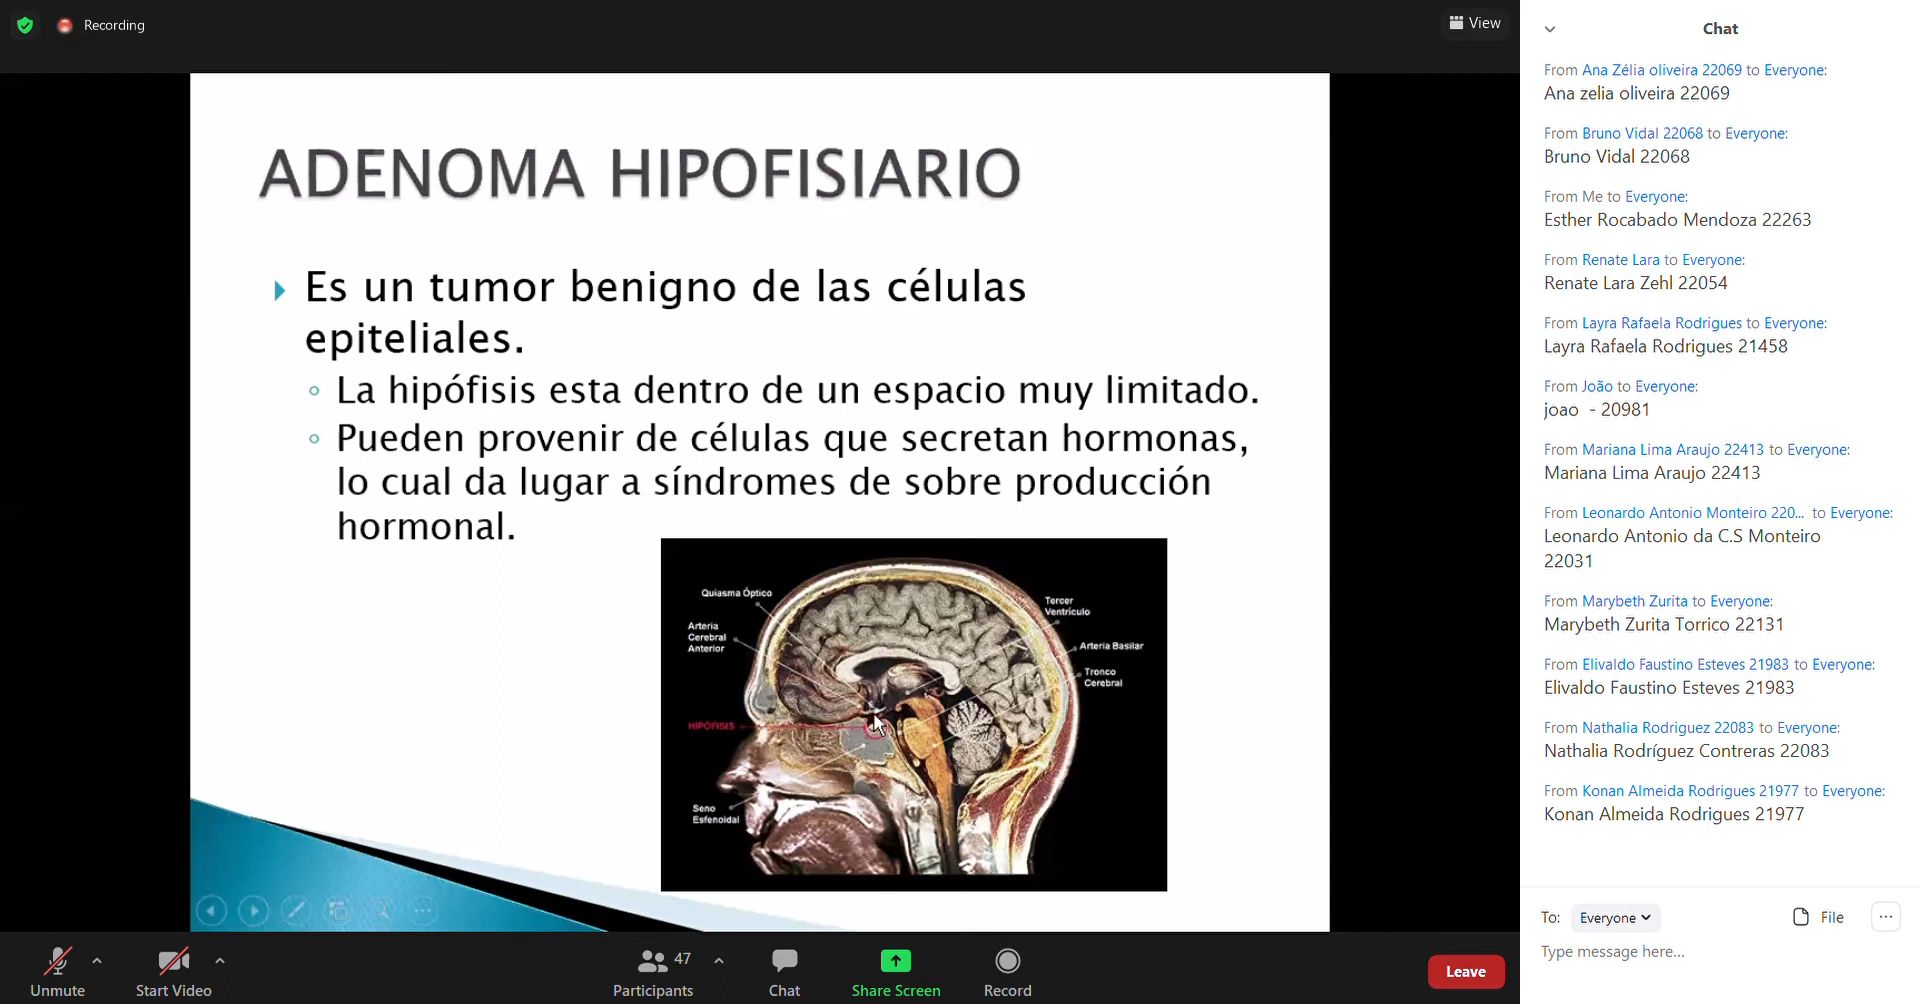 Recording
View
ADENOMA HIPOFISIARIO
Es un tumor benigno de las células
epiteliales.
La hipófisis esta dentro de un espacio muy limitado.
Pueden provenir de células que secretan hormonas,
lo cual da lugar a síndromes de sobre producción
hormonal.
Quiasma Óptico
Arteria
Cerebral
Anterior
HIPÓFISIS
Seno
Esfenoidal
Tercer
Ventrículo
Arteria Basilar
Tronco
Cerebral
Unmute
Start Video
47
Participants
Chat
Share Screen
Record
Leave
Chat
From Ana Zélia oliveira 22069 to Everyone:
Ana zelia oliveira 22069
From Bruno Vidal 22068 to Everyone:
Bruno Vidal 22068
From Me to Everyone:
Esther Rocabado Mendoza 22263
From Renate Lara to Everyone:
Renate Lara Zehl 22054
From Layra Rafaela Rodrigues to Everyone:
Layra Rafaela Rodrigues 21458
From João to Everyone:
joao - 20981
From Mariana Lima Araujo 22413 to Everyone:
Mariana Lima Araujo 22413
From Leonardo Antonio Monteiro 220... to Everyone:
Leonardo Antonio da C.S Monteiro
22031
From Marybeth Zurita to Everyone:
Marybeth Zurita Torrico 22131
From Elivaldo Faustino Esteves 21983 to Everyone:
Elivaldo Faustino Esteves 21983
From Nathalia Rodriguez 22083 to Everyone:
Nathalia Rodríguez Contreras 22083
From Konan Almeida Rodrigues 21977 to Everyone:
Konan Almeida Rodrigues 21977
To: Everyone
File
Type message here...